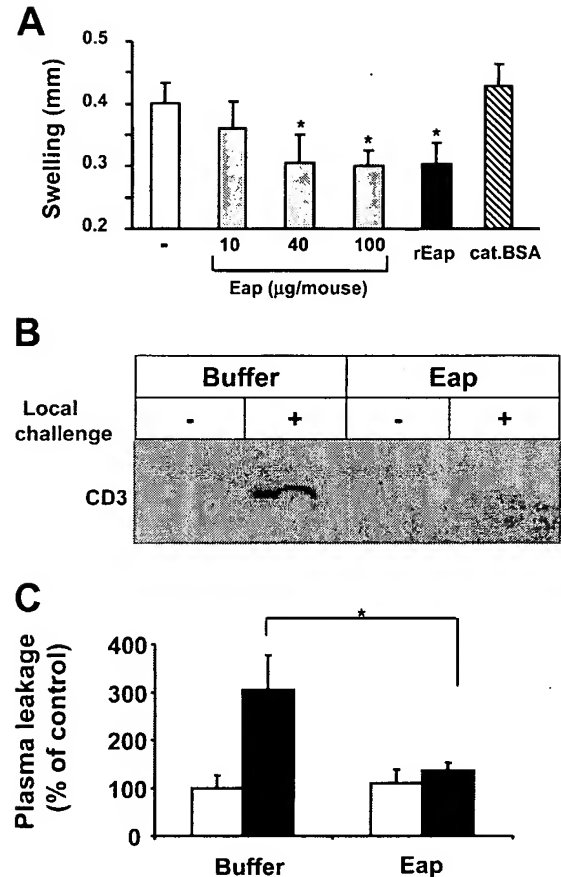 A
Swelling (mm)
0.5
0.4
0.3
0.2
* * *
- 10 40 100 rEap cat.BSA
Eap (µg/mouse)
B
Buffer Eap
Local challenge - + - +
CD3
C
Plasma leakage
(% of control)
400
300
200
100
0
*
Buffer Eap